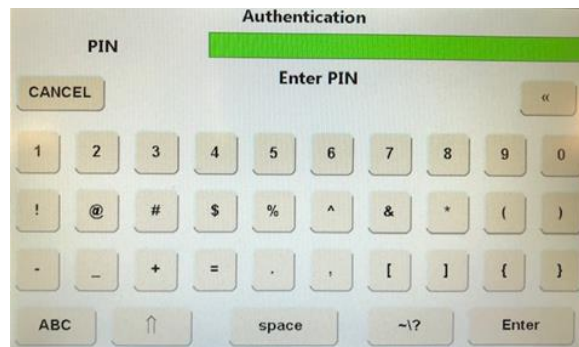 Authentication
PIN
Enter PIN
CANCEL «
1 2 3 4 5 6 7 8 9 0
! @ # $ % ^ & * ( )
- _ + = . , [ ] { }
ABC ⇑ space ~\? Enter